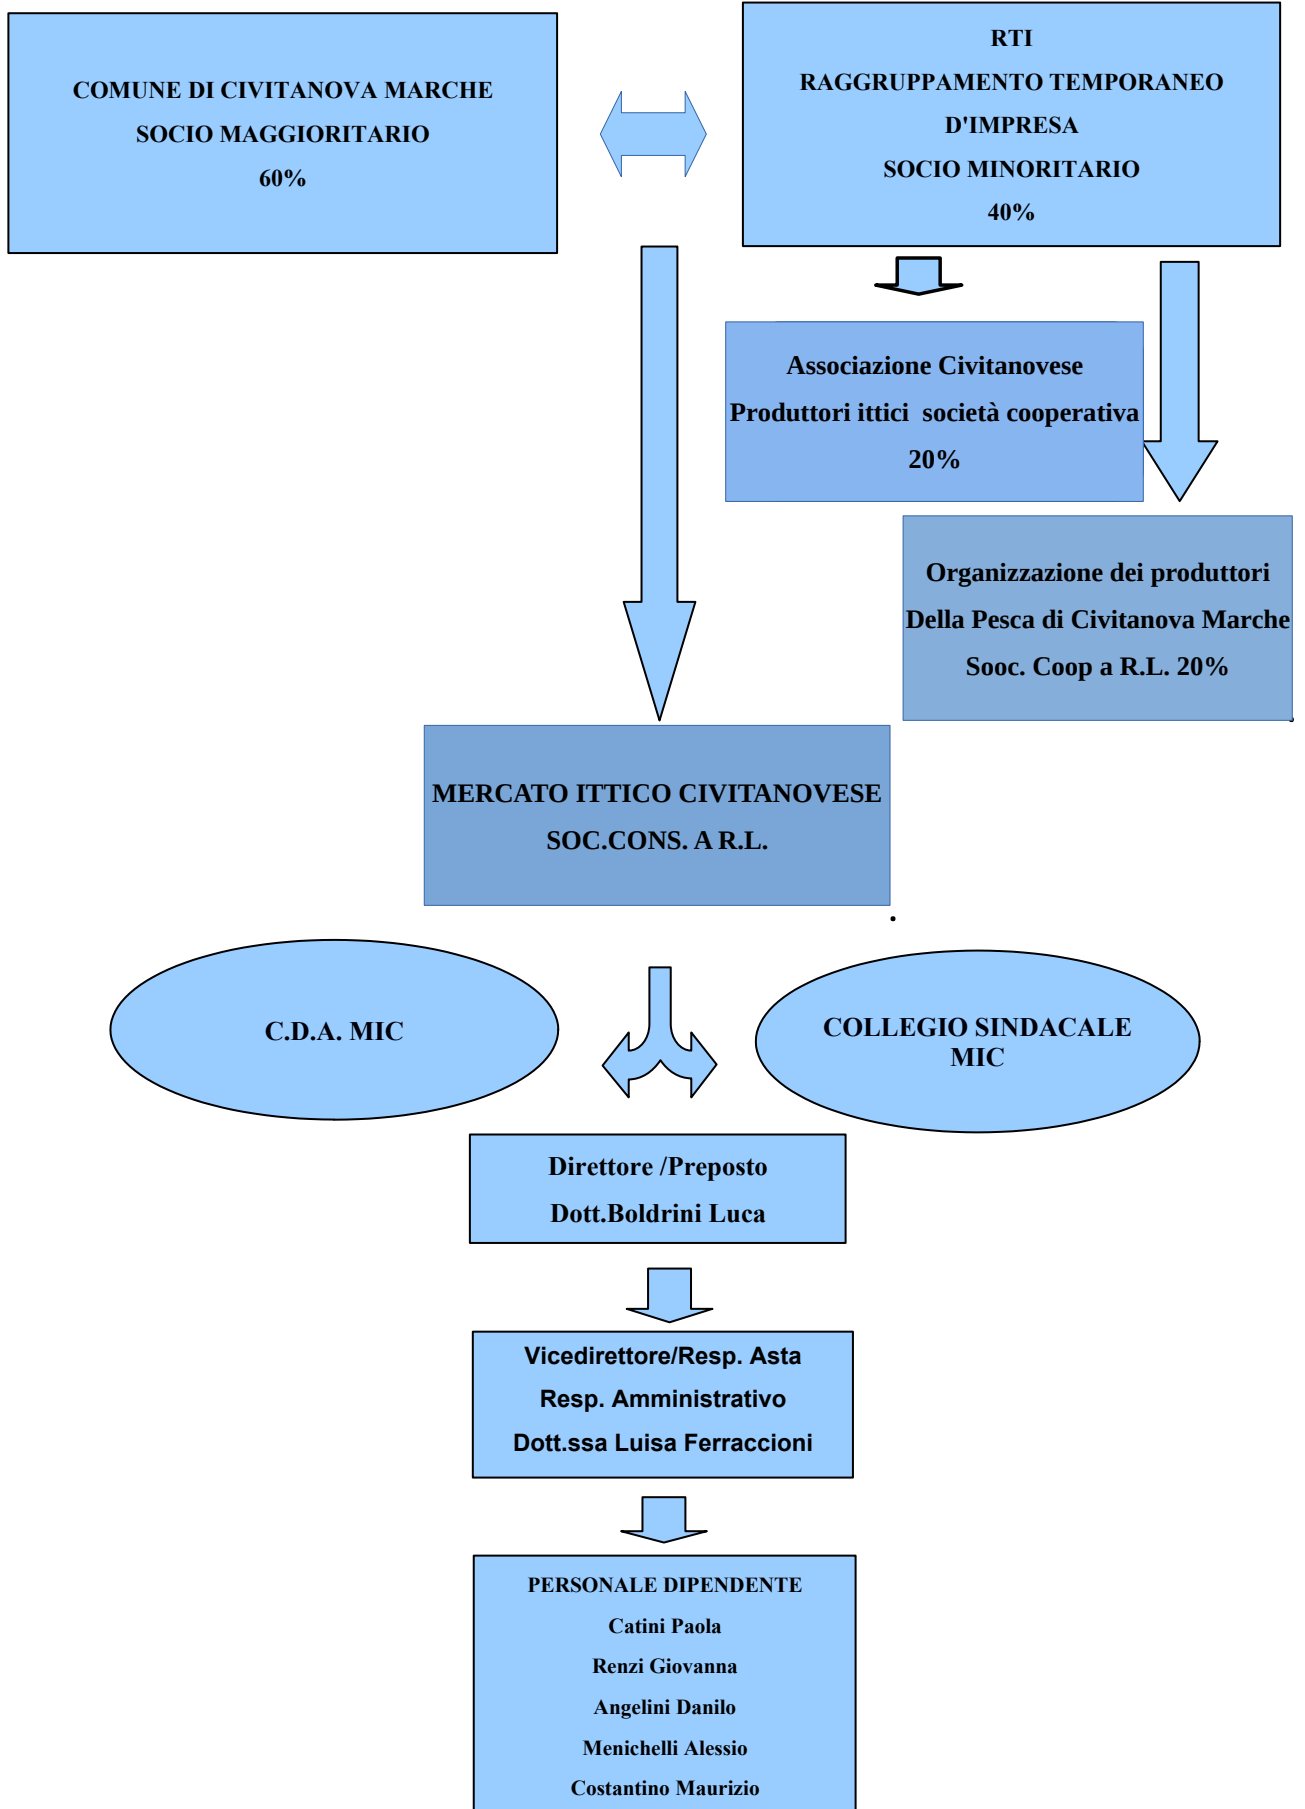 COMUNE DI CIVITANOVA MARCHE
SOCIO MAGGIORITARIO
60%
RTI
RAGGRUPPAMENTO TEMPORANEO
D'IMPRESA
SOCIO MINORITARIO
40%
Associazione Civitanovese
Produttori ittici  società cooperativa
20%
Organizzazione dei produttori
Della Pesca di Civitanova Marche
Sooc. Coop a R.L. 20%
MERCATO ITTICO CIVITANOVESE
SOC.CONS. A R.L.
C.D.A. MIC
COLLEGIO SINDACALE
MIC
Direttore /Preposto
Dott.Boldrini Luca
Vicedirettore/Resp. Asta
Resp. Amministrativo
Dott.ssa Luisa Ferraccioni
PERSONALE DIPENDENTE
Catini Paola
Renzi Giovanna
Angelini Danilo
Menichelli Alessio
Costantino Maurizio